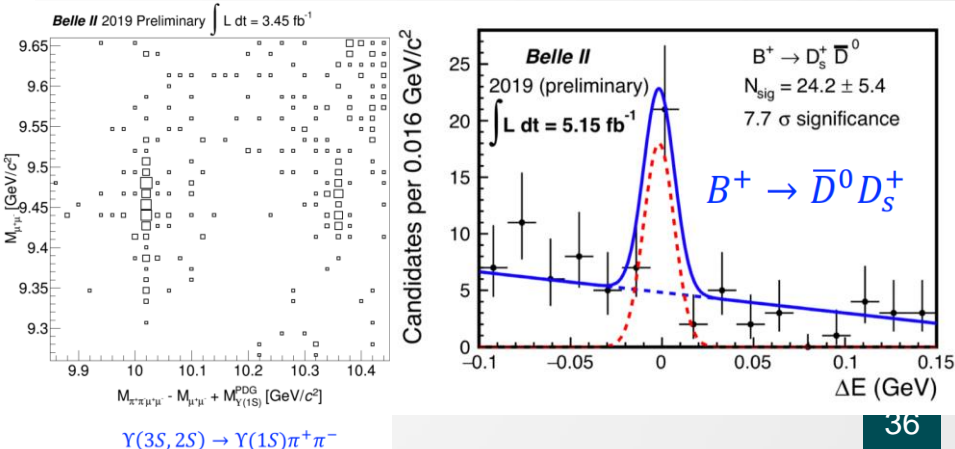 Belle II 2019 Preliminary ∫ L dt = 3.45 fb⁻¹
9.65
9.6
9.55
9.5
9.45
9.4
9.35
9.3
M_μ⁺μ⁻ [GeV/c²]
9.9 10 10.1 10.2 10.3 10.4
M_π⁺π⁻μ⁺μ⁻ - M_μ⁺μ⁻ + M^PDG_Υ(1S) [GeV/c²]
Υ(3S, 2S) → Υ(1S)π⁺π⁻
Candidates per 0.016 GeV/c²
25
20
15
10
5
0
Belle II
2019 (preliminary)
∫L dt = 5.15 fb⁻¹
B⁺ → D_s⁺ D̅⁰
N_sig = 24.2 ± 5.4
7.7 σ significance
B⁺ → D̅⁰D_s⁺
−0.1 −0.05 0 0.05 0.1 0.15
ΔE (GeV)
36